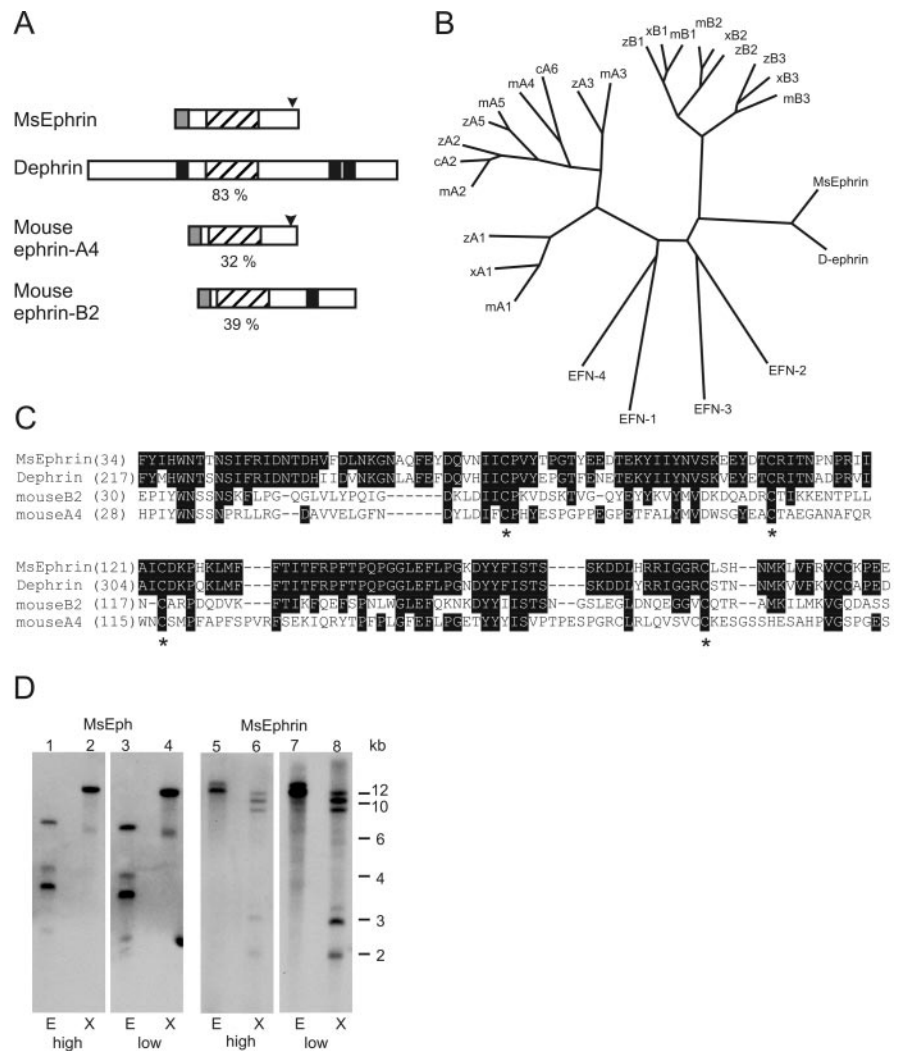 A
MsEphrin
Dephrin
83 %
Mouse
ephrin-A4
32 %
Mouse
ephrin-B2
39 %
B
cA6
zA3
mA3
mA4
mA5
zA5
zA2
cA2
mA2
zA1
xA1
mA1
zB1
xB1
mB1
mB2
xB2
zB2
zB3
xB3
mB3
MsEphrin
D-ephrin
EFN-4
EFN-1
EFN-3
EFN-2
C
MsEphrin(34) FYIHWNTTNSIFRIDNTDHVFDLNKGNAQFEYDQVNIICPVYTPGTYEEDTEKYIIYNVSKEEYDTCRITNPNPRII
Dephrin (217) FYMHWNTSNSIFRIDNTDHIIDVNKGNLAFEFDQVHIICPVYEPGTFENETEKYIIYNVSKVEYETCRITNADPRVI
mouseB2 (30) EPIYWNSSNSKFLPG-QGLVLYPQIG------DKLDIICPKVDSKTVG-QYEYYKVYMVDKDQADRCTIKKENTPLL
mouseA4 (28) HPIYWNSSNPRLLRG--DAVVELGFN------DYLDIFCPHYESPGPPEGPETFALYMVDWSGYEACTAEGANAFQR
* *
MsEphrin(121) AICDKPHKLMF---FTITFRPFTPQPGGLEFLPGKDYYFISTS----SKDDLHRRIGGRCLSH--NMKLVFRVCCKPEE
Dephrin (304) AICDKPQKLMF---FTITFRPFTPQPGGLEFLPGNDYYFISTS----SKDDLYRRIGGRCSTN--NMKVVFKVCCAPED
mouseB2 (117) N-CARPDQDVK---FTIKFQEFSPNLWGLEFQKNKDYYIISTSN--GSLEGLDNQEGGVCQTR--AMKILMKVGQDASS
mouseA4 (115) WNCSMPFAPFSPVRFSEKIQRYTPFPLGFEFLPGETYYYISVPTPESPGRCLRLQVSVCCKESGSSHESAHPVGSPGES
* *
D
MsEph
MsEphrin
1 2 3 4 5 6 7 8 kb
12
10
6
4
3
2
E X E X E X E X
high low high low